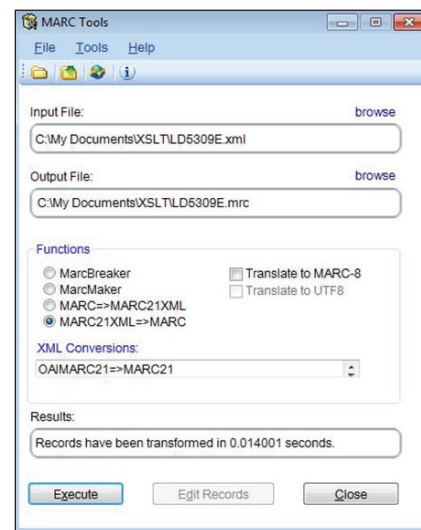 MARC Tools
File Tools Help
Input File: browse
C:\My Documents\XSLT\LD5309E.xml
Output File: browse
C:\My Documents\XSLT\LD5309E.mrc
Functions
MarcBreaker Translate to MARC-8
MarcMaker Translate to UTF8
MARC=>MARC21XML
MARC21XML=>MARC
XML Conversions:
OAIMARC21=>MARC21
Results:
Records have been transformed in 0.014001 seconds.
Execute Edit Records Close